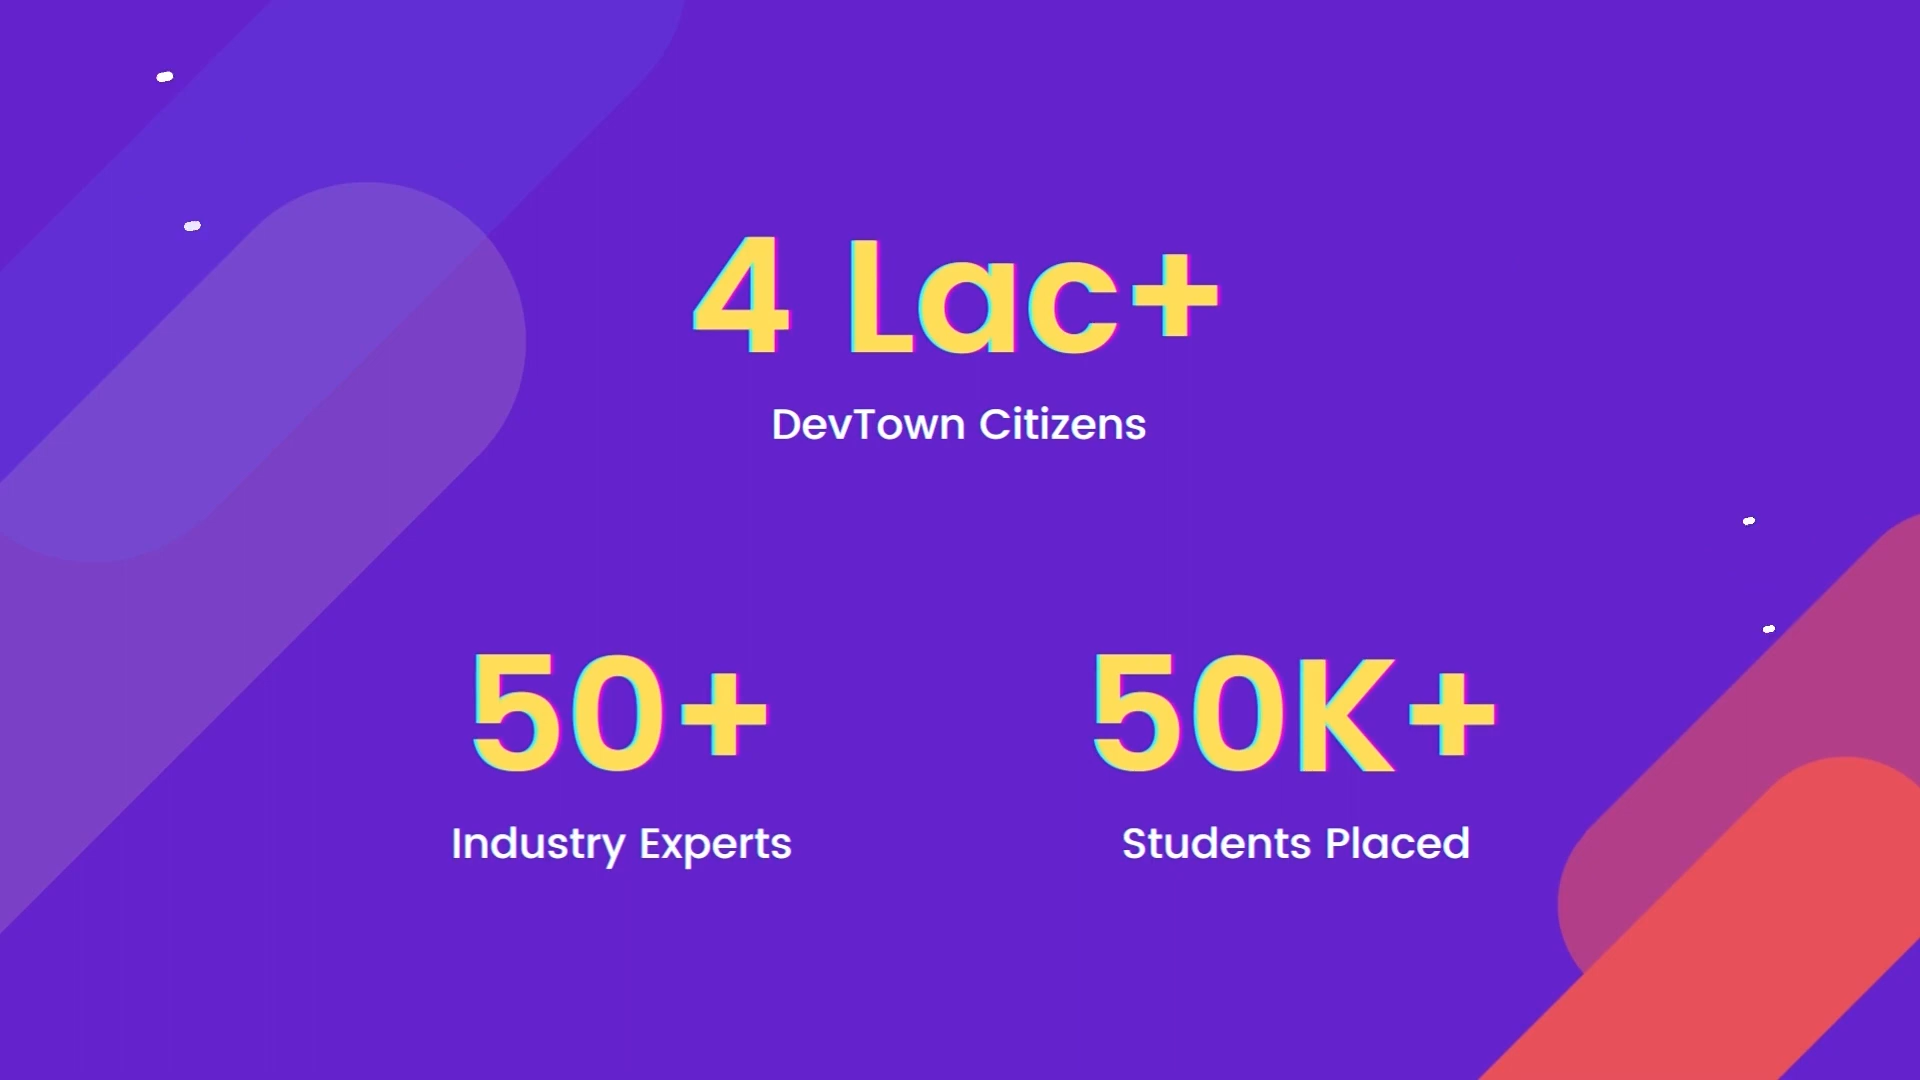 4 Lac+
DevTown Citizens
50+
Industry Experts
50K+
Students Placed